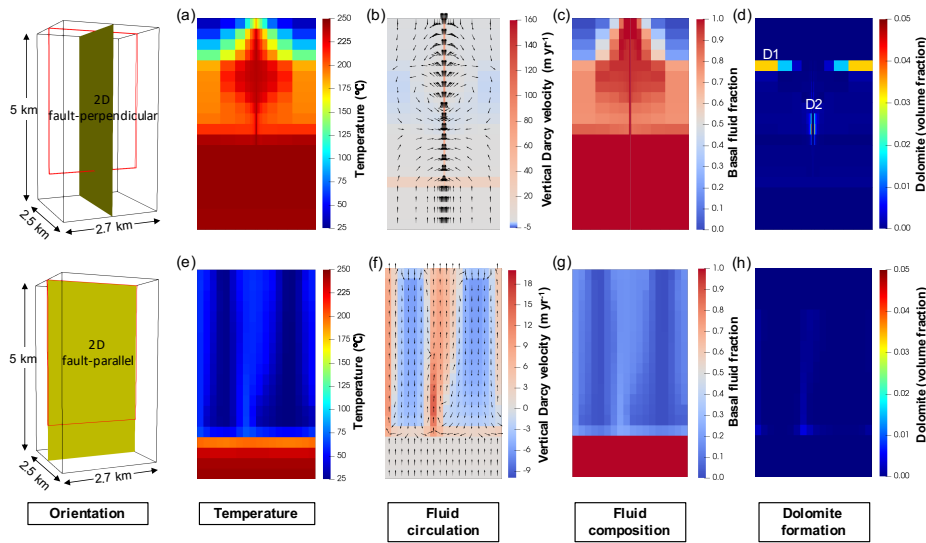 (a)
(b)
(c)
(d)
5 km
2D
fault-perpendicular
2.5 km
2.7 km
250
225
200
175
150
125
100
75
50
25
Temperature (℃)
160
140
120
100
80
60
40
20
-5
Vertical Darcy velocity (m yr⁻¹)
1.0
0.9
0.8
0.7
0.6
0.5
0.4
0.3
0.2
0.1
0.0
Basal fluid fraction
D1
D2
0.05
0.04
0.03
0.02
0.01
0.00
Dolomite (volume fraction)
(e)
(f)
(g)
(h)
5 km
2D
fault-parallel
2.5 km
2.7 km
250
225
200
175
150
125
100
75
50
25
Temperature (℃)
18
15
12
9
6
3
0
-3
-6
-9
Vertical Darcy velocity (m yr⁻¹)
1.0
0.9
0.8
0.7
0.6
0.5
0.4
0.3
0.2
0.1
0.0
Basal fluid fraction
0.05
0.04
0.03
0.02
0.01
0.00
Dolomite (volume fraction)
Orientation
Temperature
Fluid
circulation
Fluid
composition
Dolomite
formation